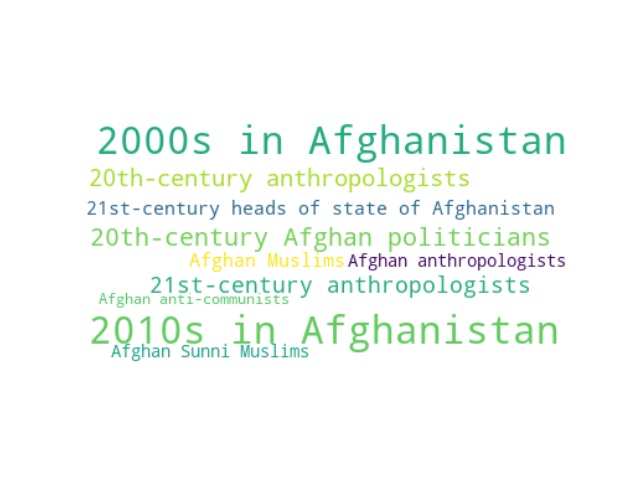 2000s in Afghanistan
20th-century anthropologists
21st-century heads of state of Afghanistan
20th-century Afghan politicians
Afghan Muslims Afghan anthropologists
21st-century anthropologists
Afghan anti-communists
2010s in Afghanistan
Afghan Sunni Muslims